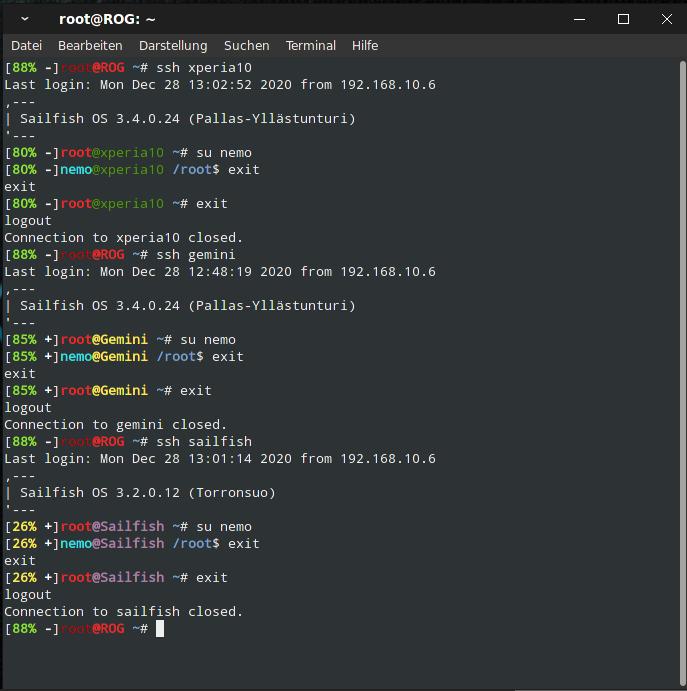 root@ROG: ~
Datei Bearbeiten Darstellung Suchen Terminal Hilfe
[88% -]root@ROG ~# ssh xperia10
Last login: Mon Dec 28 13:02:52 2020 from 192.168.10.6
,---
| Sailfish OS 3.4.0.24 (Pallas-Yllästunturi)
'---
[80% -]root@xperia10 ~# su nemo
[80% -]nemo@xperia10 /root$ exit
exit
[80% -]root@xperia10 ~# exit
logout
Connection to xperia10 closed.
[88% -]root@ROG ~# ssh gemini
Last login: Mon Dec 28 12:48:19 2020 from 192.168.10.6
,---
| Sailfish OS 3.4.0.24 (Pallas-Yllästunturi)
'---
[85% +]root@Gemini ~# su nemo
[85% +]nemo@Gemini /root$ exit
exit
[85% +]root@Gemini ~# exit
logout
Connection to gemini closed.
[88% -]root@ROG ~# ssh sailfish
Last login: Mon Dec 28 13:01:14 2020 from 192.168.10.6
,---
| Sailfish OS 3.2.0.12 (Torronsuo)
'---
[26% +]root@Sailfish ~# su nemo
[26% +]nemo@Sailfish /root$ exit
exit
[26% +]root@Sailfish ~# exit
logout
Connection to sailfish closed.
[88% -]root@ROG ~#